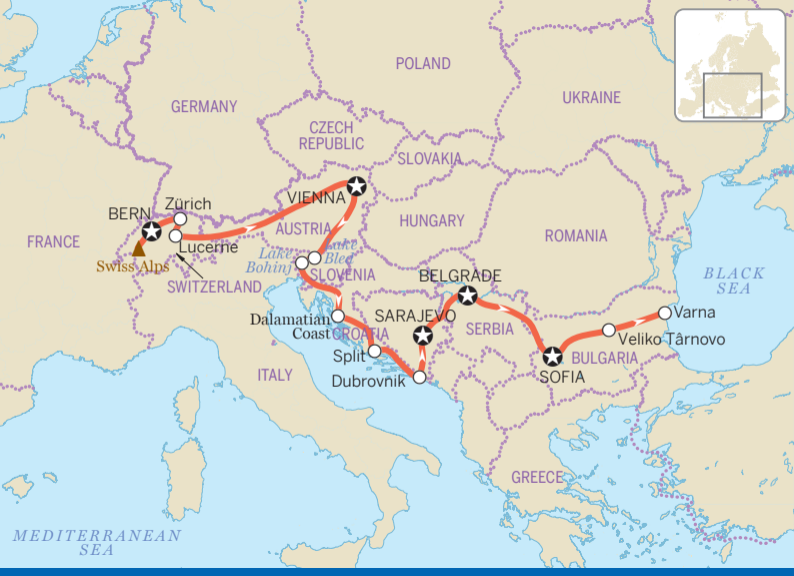 POLAND
GERMANY
UKRAINE
CZECH
REPUBLIC
SLOVAKIA
VIENNA
Zürich
BERN
AUSTRIA
HUNGARY
FRANCE
ROMANIA
Lucerne
Lake
Bled
Lake
Bohinj
Swiss Alps
SLOVENIA
BELGRADE
BLACK
SEA
SWITZERLAND
SARAJEVO
Dalamatian
Coast
CROATIA
SERBIA
Varna
Veliko Târnovo
Split
BULGARIA
ITALY
Dubrovnik
SOFIA
GREECE
MEDITERRANEAN
SEA